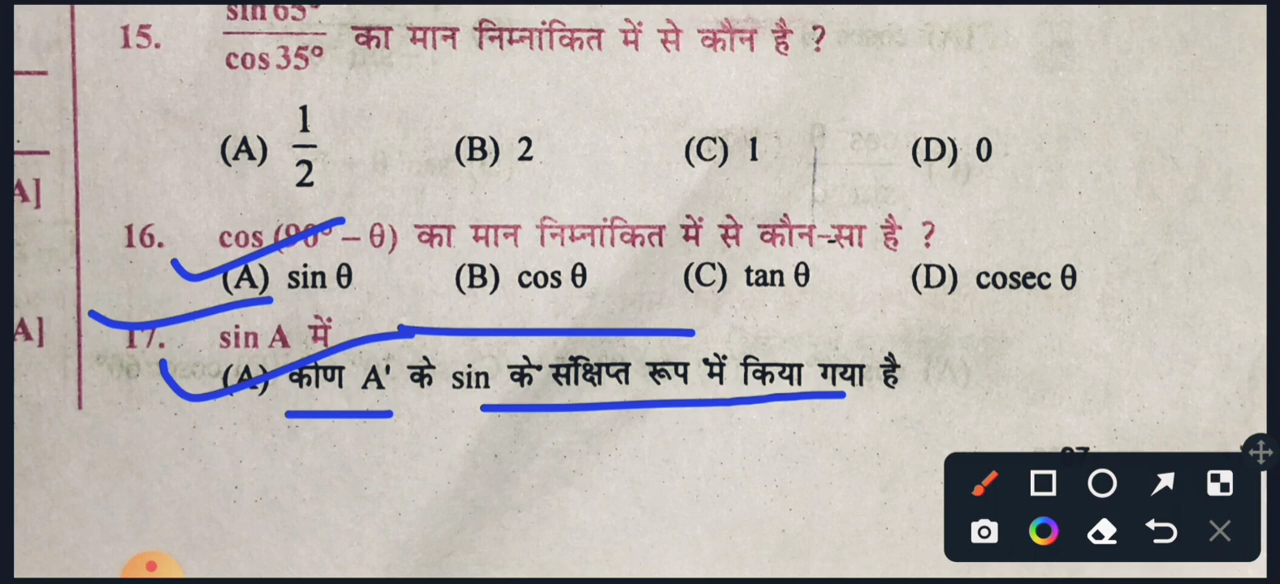 15. sin 65° / cos 35° का मान निम्नांकित में से कौन है ?
(A) 1/2 (B) 2 (C) 1 (D) 0
16. cos (90° – θ) का मान निम्नांकित में से कौन-सा है ?
(A) sin θ (B) cos θ (C) tan θ (D) cosec θ
A]
17. sin A में
A]
(A) कोण A' के sin के संक्षिप्त रूप में किया गया है